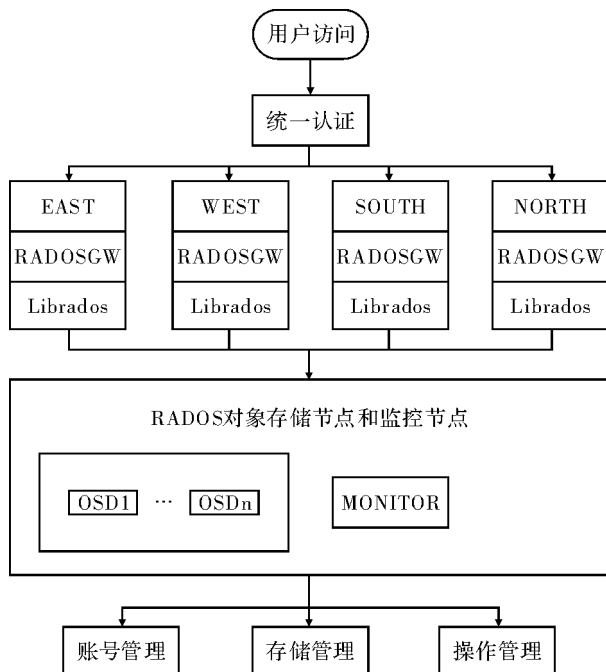 用户访问
统一认证
EAST WEST SOUTH NORTH
RADOSGW RADOSGW RADOSGW RADOSGW
Librados Librados Librados Librados
RADOS对象存储节点和监控节点
OSD1 … OSDn MONITOR
账号管理 存储管理 操作管理